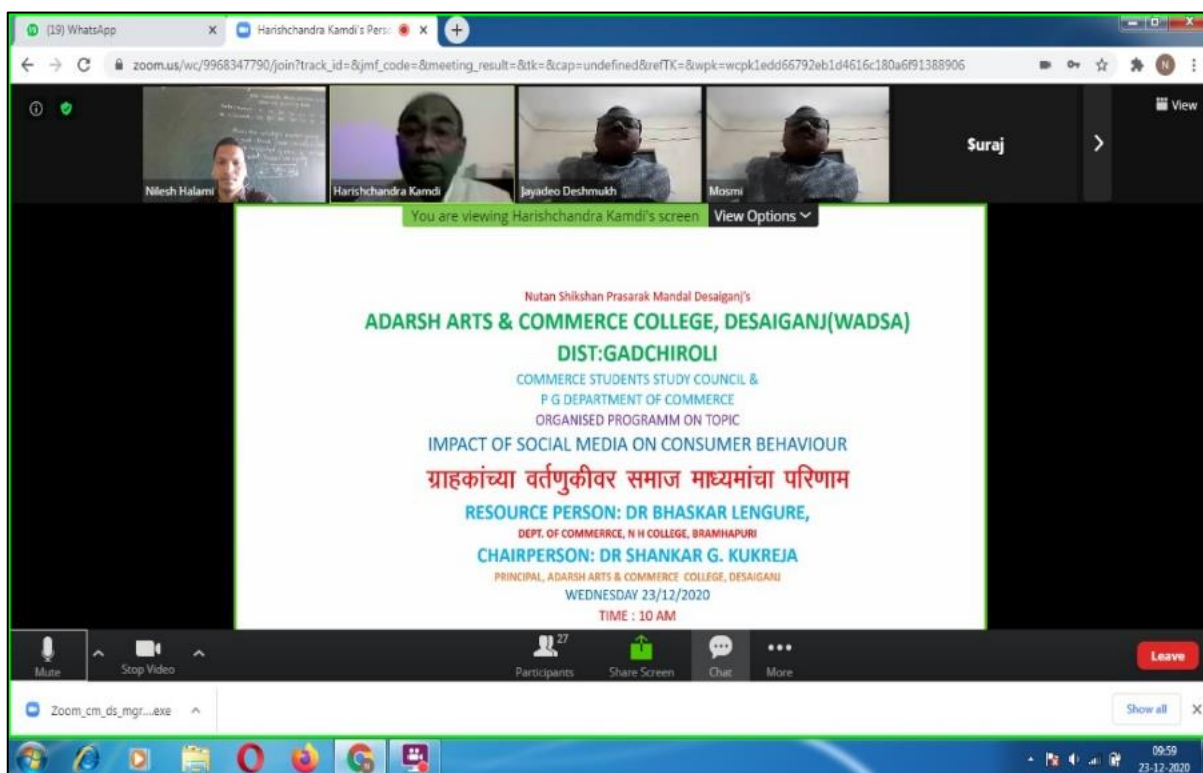 (19) WhatsApp
Harishchandra Kamdi's Pers
zoom.us/wc/9968347790/join?track_id=&jmf_code=&meeting_result=&tk=&cap=undefined&refTK=&wpk=wcpk1edd66792eb1d4616c180a6f91388906
View
Nilesh Halami
Harishchandra Kamdi
Jayadeo Deshmukh
Mosmi
$uraj
You are viewing Harishchandra Kamdi's screen View Options
Nutan Shikshan Prasarak Mandal Desaiganj's
ADARSH ARTS & COMMERCE COLLEGE, DESAIGANJ(WADSA)
DIST:GADCHIROLI
COMMERCE STUDENTS STUDY COUNCIL &
P G DEPARTMENT OF COMMERCE
ORGANISED PROGRAMM ON TOPIC
IMPACT OF SOCIAL MEDIA ON CONSUMER BEHAVIOUR
ग्राहकांच्या वर्तणुकीवर समाज माध्यमांचा परिणाम
RESOURCE PERSON: DR BHASKAR LENGURE,
DEPT. OF COMMERRCE, N H COLLEGE, BRAMHAPURI
CHAIRPERSON: DR SHANKAR G. KUKREJA
PRINCIPAL, ADARSH ARTS & COMMERCE COLLEGE, DESAIGANJ
WEDNESDAY 23/12/2020
TIME : 10 AM
Mute
Stop Video
27
Participants
Share Screen
Chat
More
Leave
Zoom_cm_ds_mgr....exe
Show all
09:59
23-12-2020